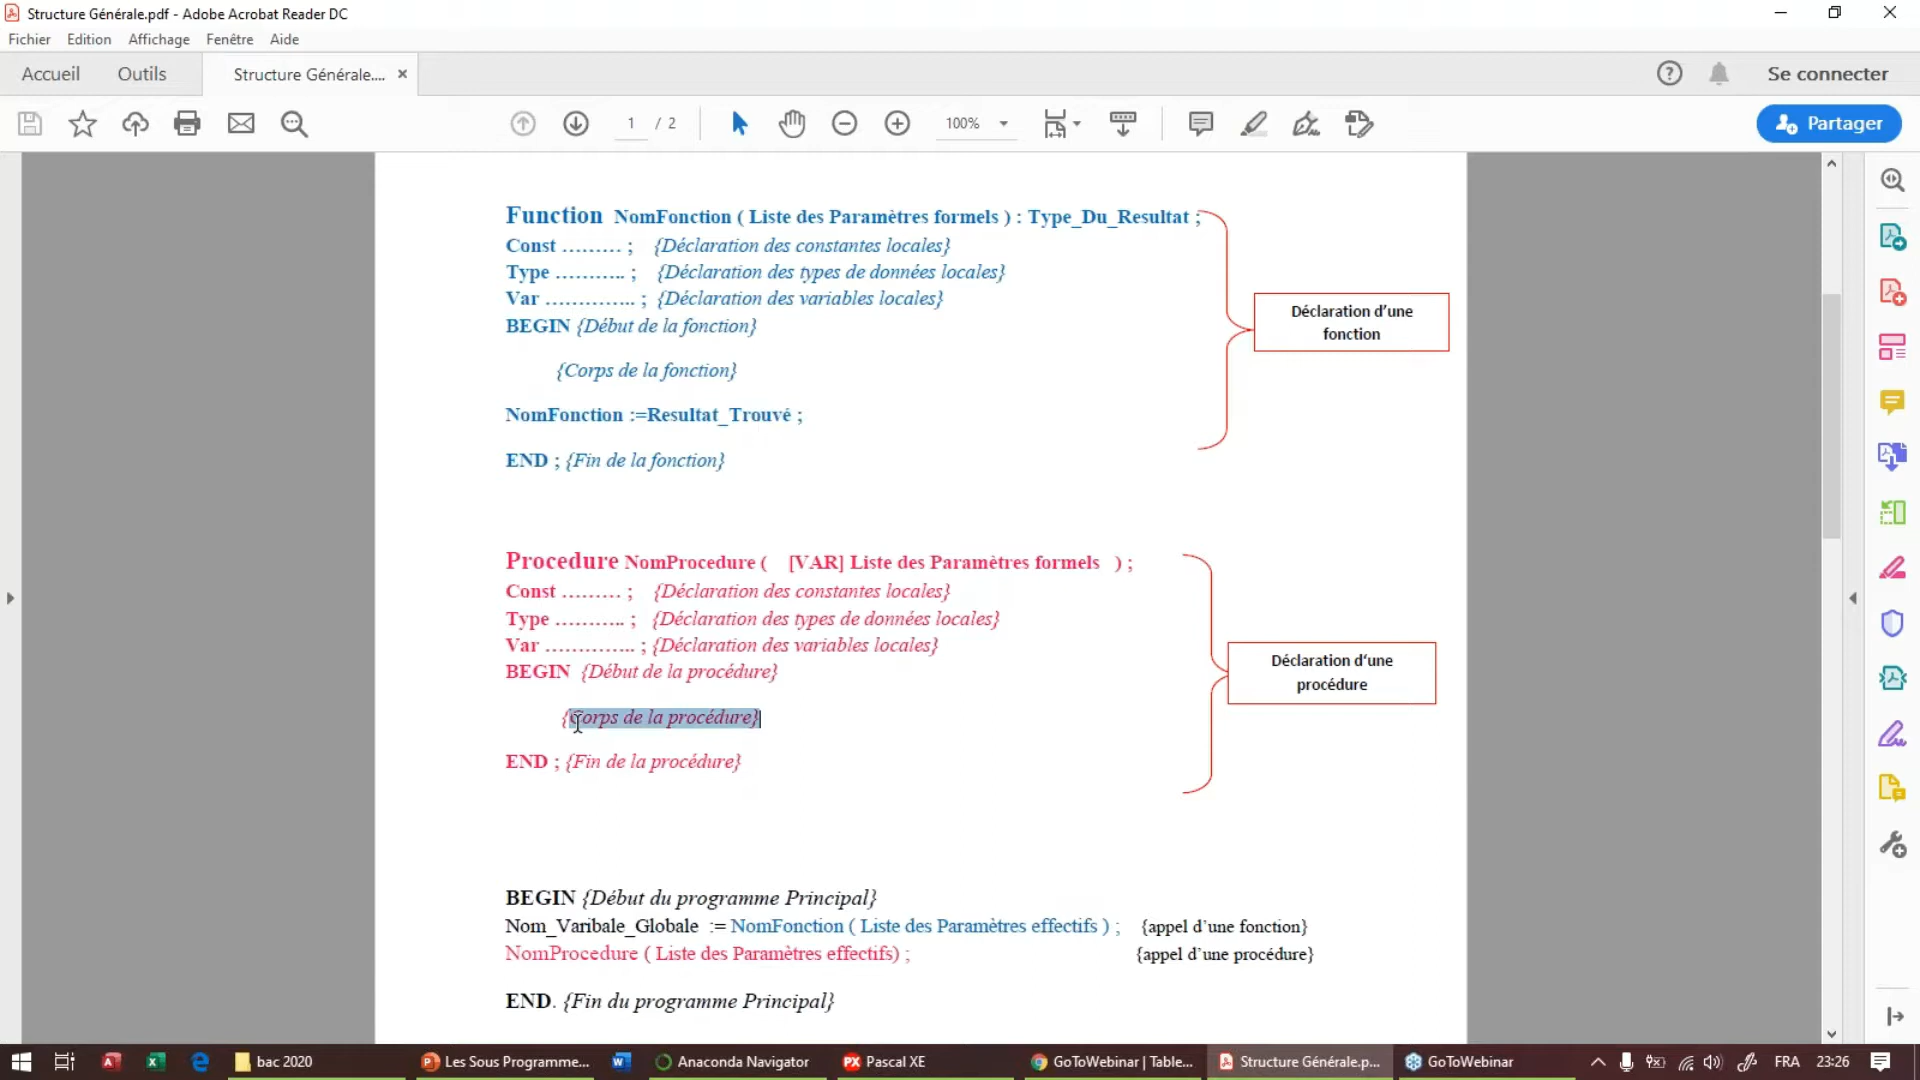 Structure Générale.pdf - Adobe Acrobat Reader DC
Fichier Edition Affichage Fenêtre Aide
Accueil Outils Structure Générale.... × Se connecter
1 / 2 100% Partager
Function NomFonction ( Liste des Paramètres formels ) : Type_Du_Resultat ;
Const ……… ; {Déclaration des constantes locales}
Type ……….. ; {Déclaration des types de données locales}
Var ………….. ; {Déclaration des variables locales}
BEGIN {Début de la fonction}
Déclaration d’une
fonction
{Corps de la fonction}
NomFonction :=Resultat_Trouvé ;
END ; {Fin de la fonction}
Procedure NomProcedure ( [VAR] Liste des Paramètres formels ) ;
Const ……… ; {Déclaration des constantes locales}
Type ……….. ; {Déclaration des types de données locales}
Var ………….. ; {Déclaration des variables locales}
BEGIN {Début de la procédure}
Déclaration d‘une
procédure
{Corps de la procédure}
END ; {Fin de la procédure}
BEGIN {Début du programme Principal}
Nom_Varibale_Globale := NomFonction ( Liste des Paramètres effectifs ) ; {appel d’une fonction}
NomProcedure ( Liste des Paramètres effectifs) ; {appel d’une procédure}
END. {Fin du programme Principal}
bac 2020 Les Sous Programme... Anaconda Navigator PX Pascal XE GoToWebinar | Table... Structure Générale.p... GoToWebinar FRA 23:26